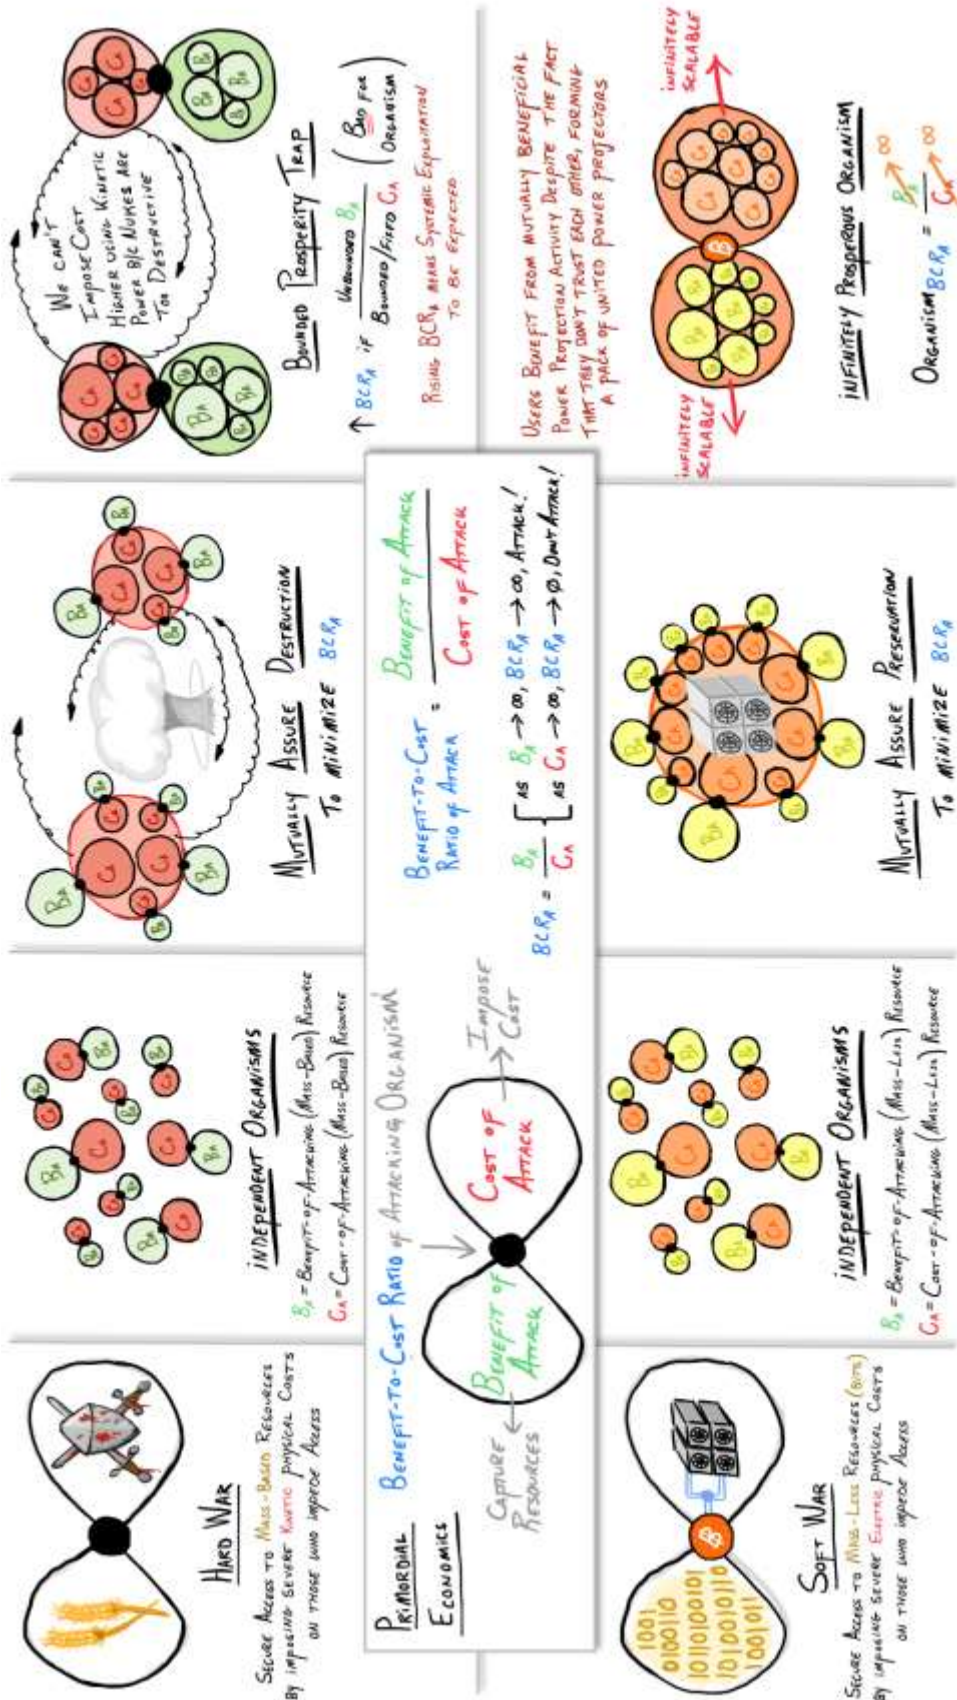 HARD WAR
SECURE ACCESS TO MASS-BASED RESOURCES
BY IMPOSING SEVERE KINETIC PHYSICAL COSTS
ON THOSE WHO IMPEDE ACCESS
INDEPENDENT ORGANISMS
BA = BENEFIT-OF-ATTACKING (MASS-BASED) RESOURCE
CA = COST-OF-ATTACKING (MASS-BASED) RESOURCE
MUTUALLY ASSURE DESTRUCTION
TO MINIMIZE BCRA
WE CAN'T
IMPOSE COST
HIGHER USING KINETIC
POWER B/C NUKES ARE
TOO DESTRUCTIVE
BOUNDED PROSPERITY TRAP
↑ BCRA IF UNBOUNDED BA
BOUNDED/FIXED CA
(BAD FOR
ORGANISM)
RISING BCRA MEANS SYSTEMIC EXPLOITATION
TO BE EXPECTED
PRIMORDIAL
ECONOMICS
BENEFIT-TO-COST RATIO of ATTACKING ORGANISM
CAPTURE
RESOURCES
BENEFIT OF
ATTACK
COST OF
ATTACK
IMPOSE
COST
BENEFIT-TO-COST
RATIO of ATTACK
=
BENEFIT OF ATTACK
COST OF ATTACK
BCRA = BA
CA
AS BA → ∞, BCRA → ∞, ATTACK!
AS CA → ∞, BCRA → ∅, DON'T ATTACK!
1001
0100110
10110100101
1010010110
1001011
B
SOFT WAR
SECURE ACCESS TO MASS-LESS RESOURCES (BITS)
BY IMPOSING SEVERE ELECTRIC PHYSICAL COSTS
ON THOSE WHO IMPEDE ACCESS
INDEPENDENT ORGANISMS
BA = BENEFIT-OF-ATTACKING (MASS-LESS) RESOURCE
CA = COST-OF-ATTACKING (MASS-LESS) RESOURCE
MUTUALLY ASSURE PRESERVATION
TO MINIMIZE BCRA
USERS BENEFIT FROM MUTUALLY BENEFICIAL
POWER PROJECTION ACTIVITY DESPITE THE FACT
THAT THEY DON'T TRUST EACH OTHER, FORMING
A PACK OF UNITED POWER PROJECTORS
INFINITELY
SCALABLE
B
INFINITELY
SCALABLE
INFINITELY PROSPEROUS ORGANISM
ORGANISM BCRA = BA → ∞
CA → ∞